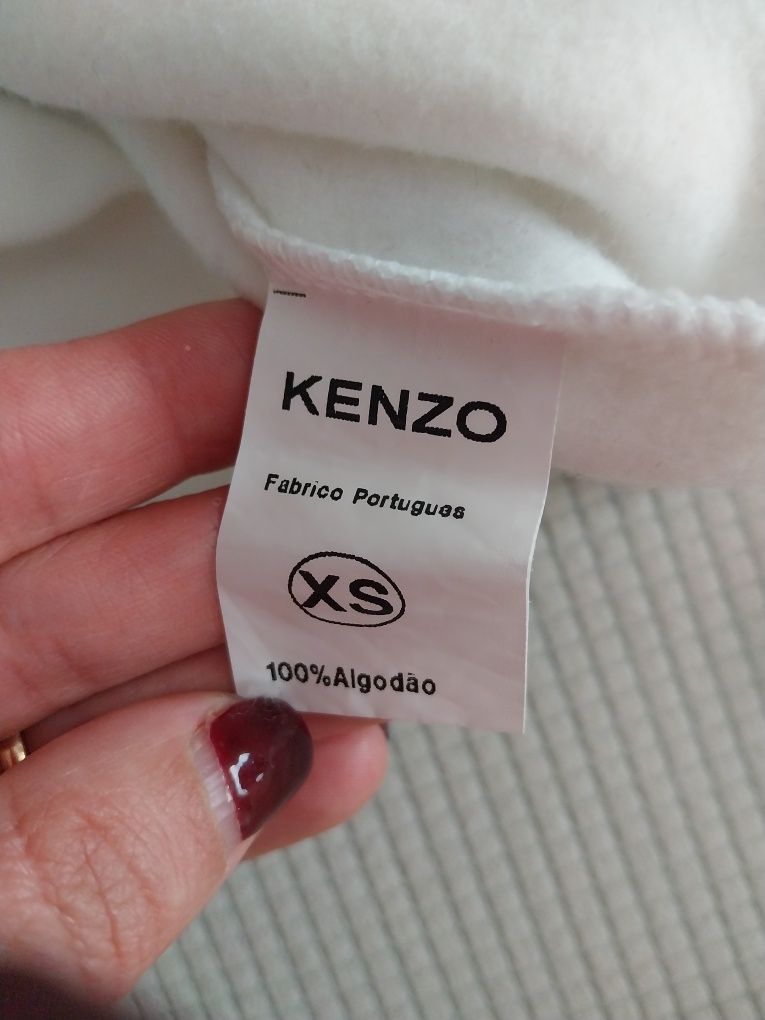 KENZO
Fabrico Portugues
XS
100%Algodão